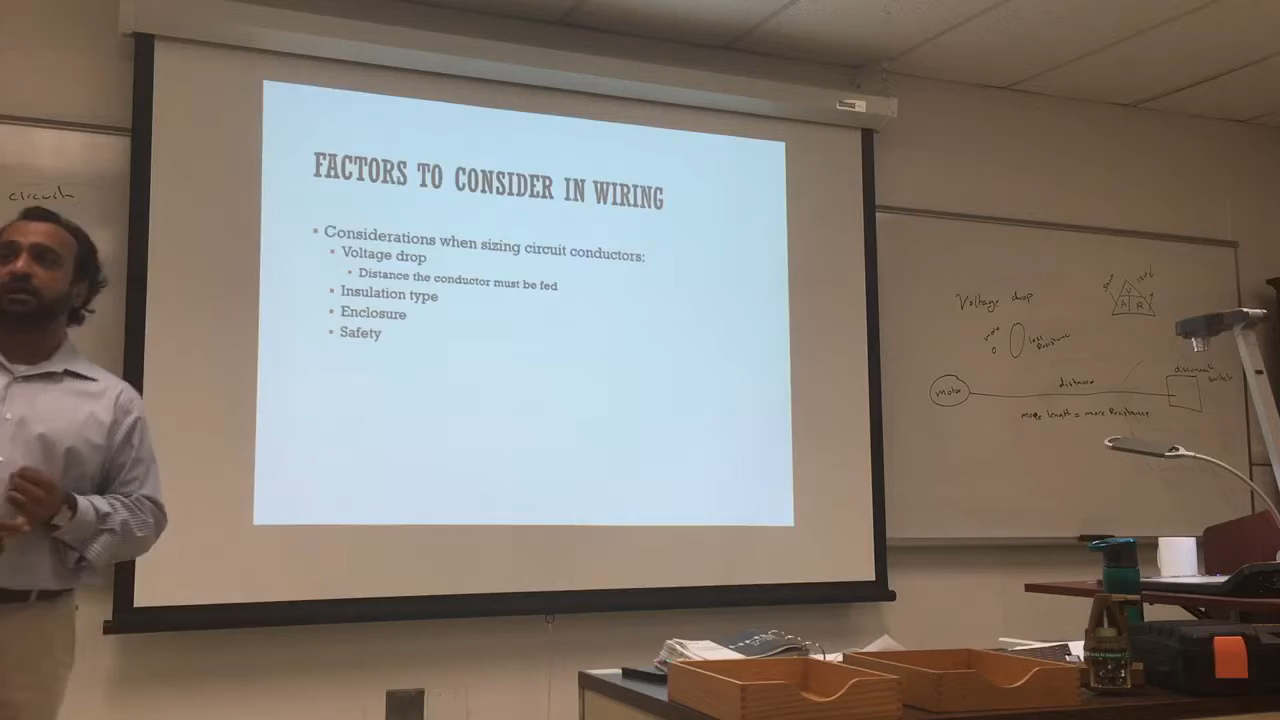 circuit
FACTORS TO CONSIDER IN WIRING
▪ Considerations when sizing circuit conductors:
▪ Voltage drop
▪ Distance the conductor must be fed
▪ Insulation type
▪ Enclosure
▪ Safety
Voltage drop
V
A R
less
Resistance
motor
distance
disconnect
switch
more length = more Resistance